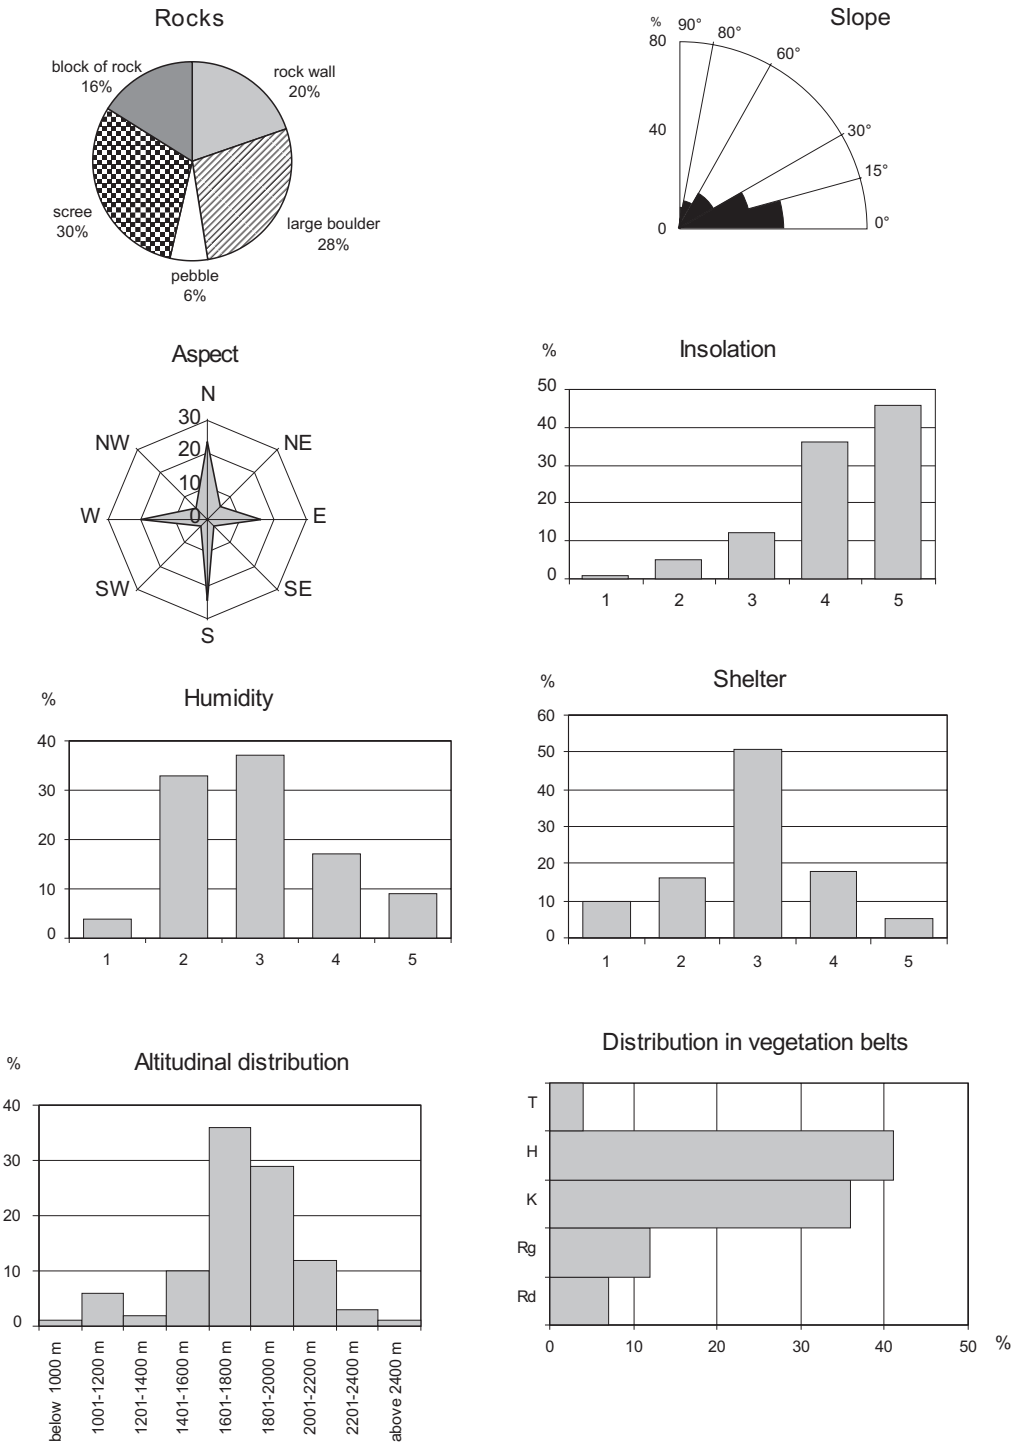 Rocks
block of rock
16%
rock wall
20%
scree
30%
large boulder
28%
pebble
6%
Slope
%
90°
80°
60°
30°
15°
0°
80
40
0
Aspect
N
NE
E
SE
S
SW
W
NW
30
20
10
0
Insolation
%
50
40
30
20
10
0
1 2 3 4 5
Humidity
%
40
30
20
10
0
1 2 3 4 5
Shelter
%
60
50
40
30
20
10
0
1 2 3 4 5
Altitudinal distribution
%
40
30
20
10
0
below 1000 m
1001-1200 m
1201-1400 m
1401-1600 m
1601-1800 m
1801-2000 m
2001-2200 m
2201-2400 m
above 2400 m
Distribution in vegetation belts
T
H
K
Rg
Rd
0 10 20 30 40 50 %